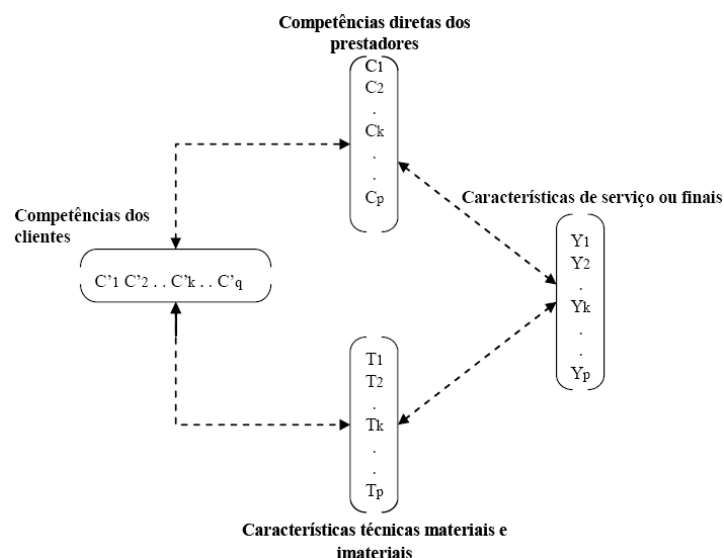 Competências diretas dos
prestadores
C1
C2
.
Ck
.
.
Cp
Características de serviço ou finais
Y1
Y2
.
Yk
.
.
Yp
Competências dos
clientes
C'1 C'2 . . C'k . . C'q
T1
T2
.
Tk
.
.
Tp
Características técnicas materiais e
imateriais